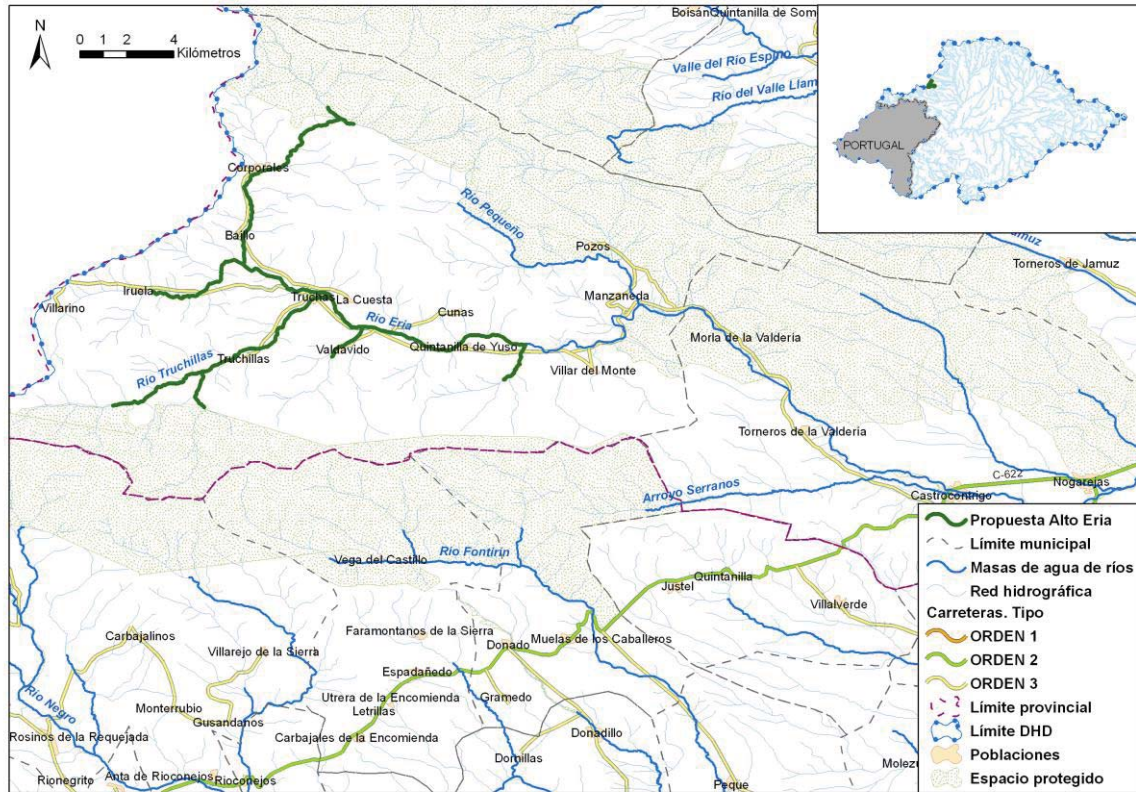 N
0 1 2 4
Kilómetros
Boisán
Quintanilla de Som
Valle del Río Espino
Río del Valle Llam
PORTUGAL
Corporales
Río Pequeño
Baíllo
Pozos
Torneros de Jamuz
Iruela
Villarino
Truchas
La Cuesta
Manzaneda
Río Eria
Cunas
Morla de la Valderia
Río Truchillas
Truchillas
Valdavido
Quintanilla de Yuso
Villar del Monte
Torneros de la Valderia
C-622
Nogarejas
Arroyo Serranos
Castrocontrigo
Vega del Castillo
Río Fontirín
Justel
Quintanilla
Villalverde
Carbajalinos
Faramontanos de la Sierra
Villarejo de la Sierra
Donado
Muelas de los Caballeros
Espadañedo
Río Negro
Monterrubio
Gusandanos
Utrera de la Encomienda
Letrillas
Gramedo
Rosinos de la Requejada
Carbajales de la Encomienda
Donadillo
Dornillas
Rionegrito
Anta de Rioconejos
Rioconejos
Peque
Molezu
Propuesta Alto Eria
Límite municipal
Masas de agua de ríos
Red hidrográfica
Carreteras. Tipo
ORDEN 1
ORDEN 2
ORDEN 3
Límite provincial
Límite DHD
Poblaciones
Espacio protegido